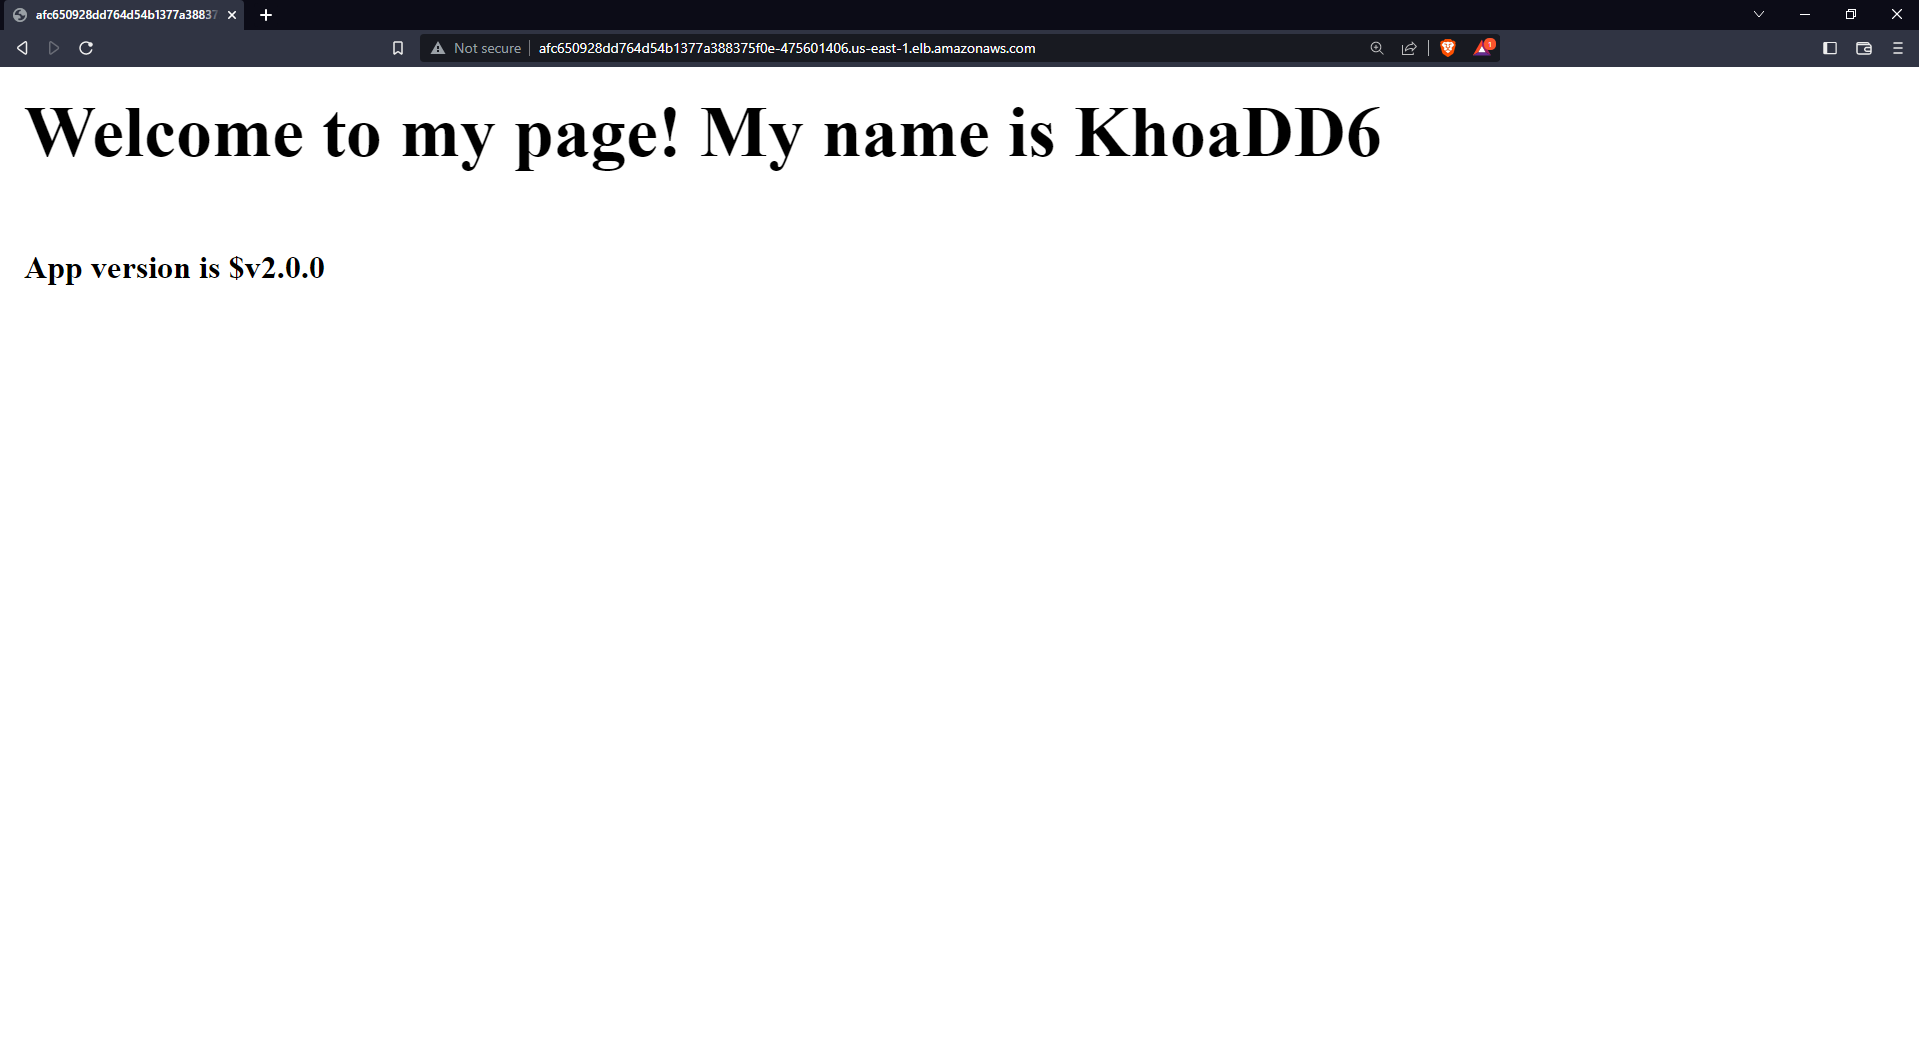 afc650928dd764d54b1377a38837
Not secure
afc650928dd764d54b1377a388375f0e-475601406.us-east-1.elb.amazonaws.com
1
Welcome to my page! My name is KhoaDD6
App version is $v2.0.0